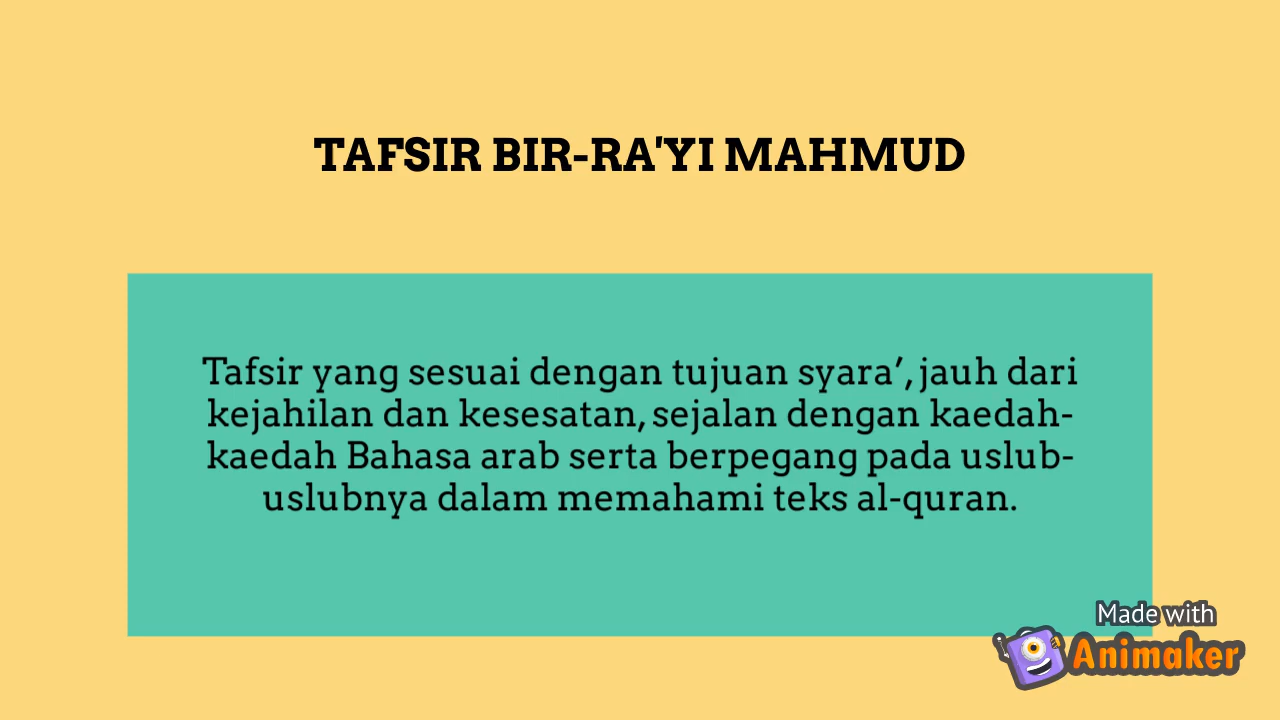 TAFSIR BIR-RA'YI MAHMUD
Tafsir yang sesuai dengan tujuan syara’, jauh dari
kejahilan dan kesesatan, sejalan dengan kaedah-
kaedah Bahasa arab serta berpegang pada uslub-
uslubnya dalam memahami teks al-quran.
Made with
Animaker